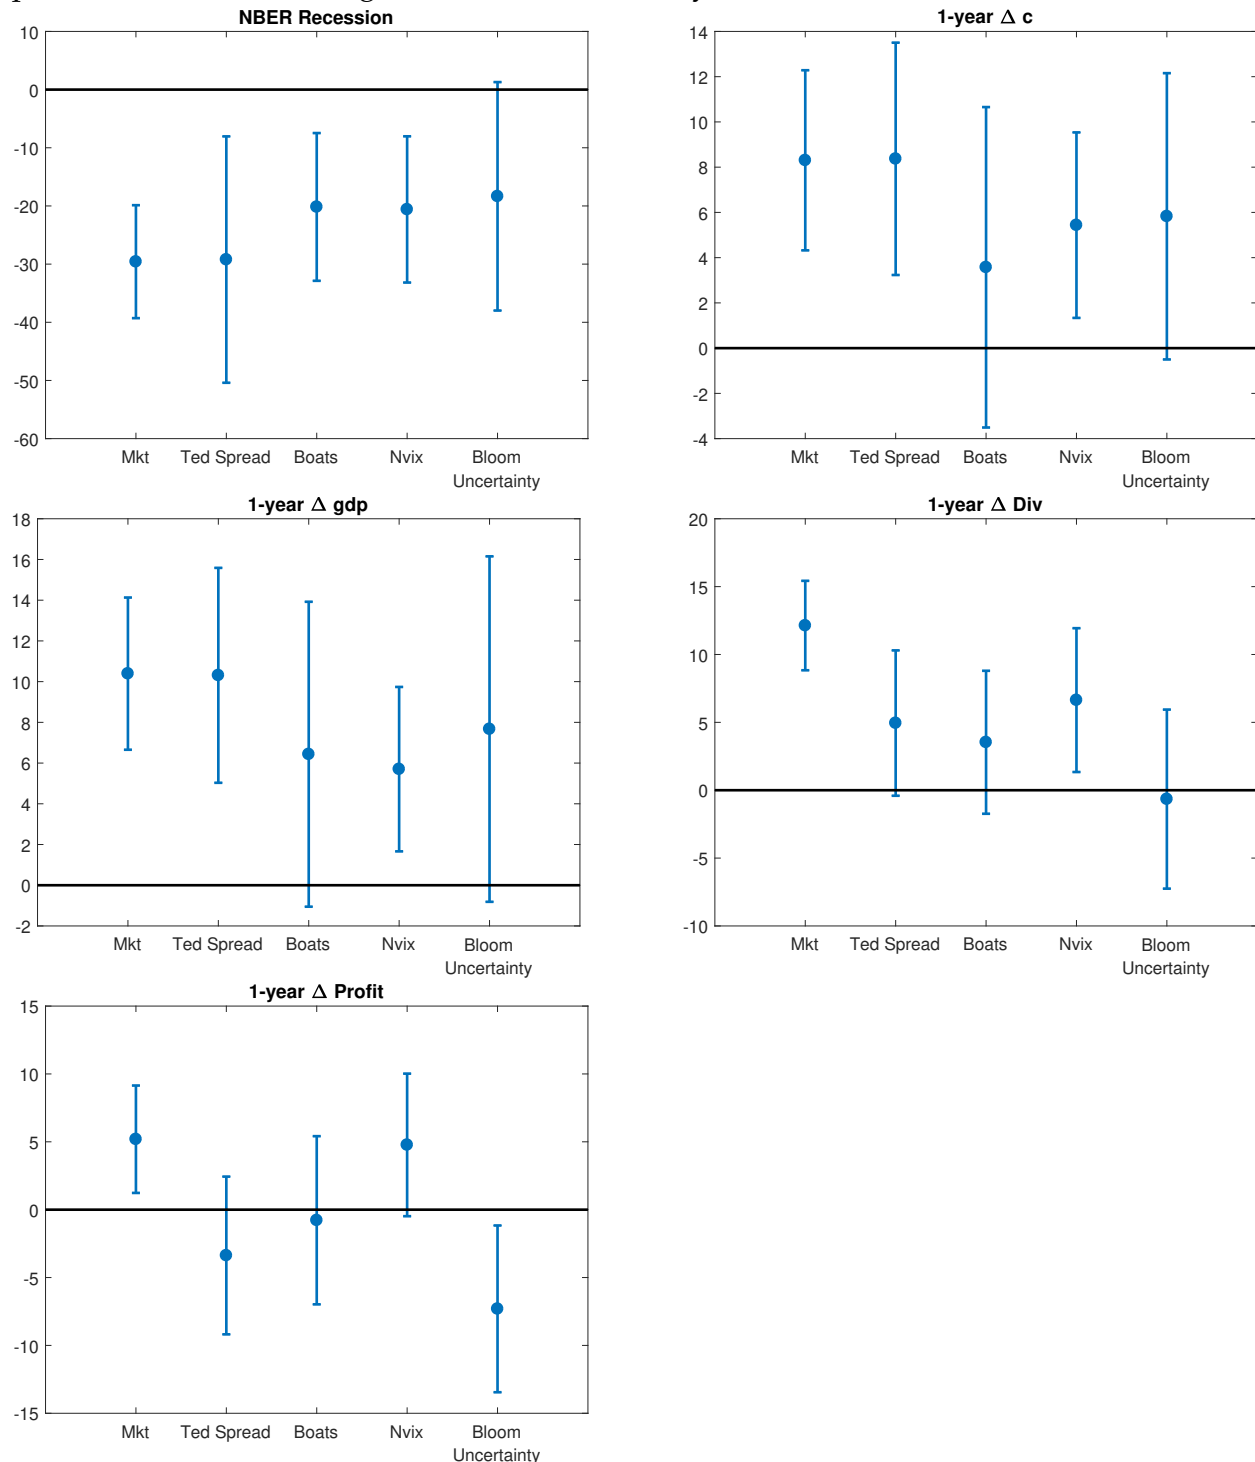 NBER Recession
10
0
-10
-20
-30
-40
-50
-60
Mkt Ted Spread Boats Nvix Bloom
Uncertainty
1-year Δ c
14
12
10
8
6
4
2
0
-2
-4
Mkt Ted Spread Boats Nvix Bloom
Uncertainty
1-year Δ gdp
18
16
14
12
10
8
6
4
2
0
-2
Mkt Ted Spread Boats Nvix Bloom
Uncertainty
1-year Δ Div
20
15
10
5
0
-5
-10
Mkt Ted Spread Boats Nvix Bloom
Uncertainty
1-year Δ Profit
15
10
5
0
-5
-10
-15
Mkt Ted Spread Boats Nvix Bloom
Uncertainty